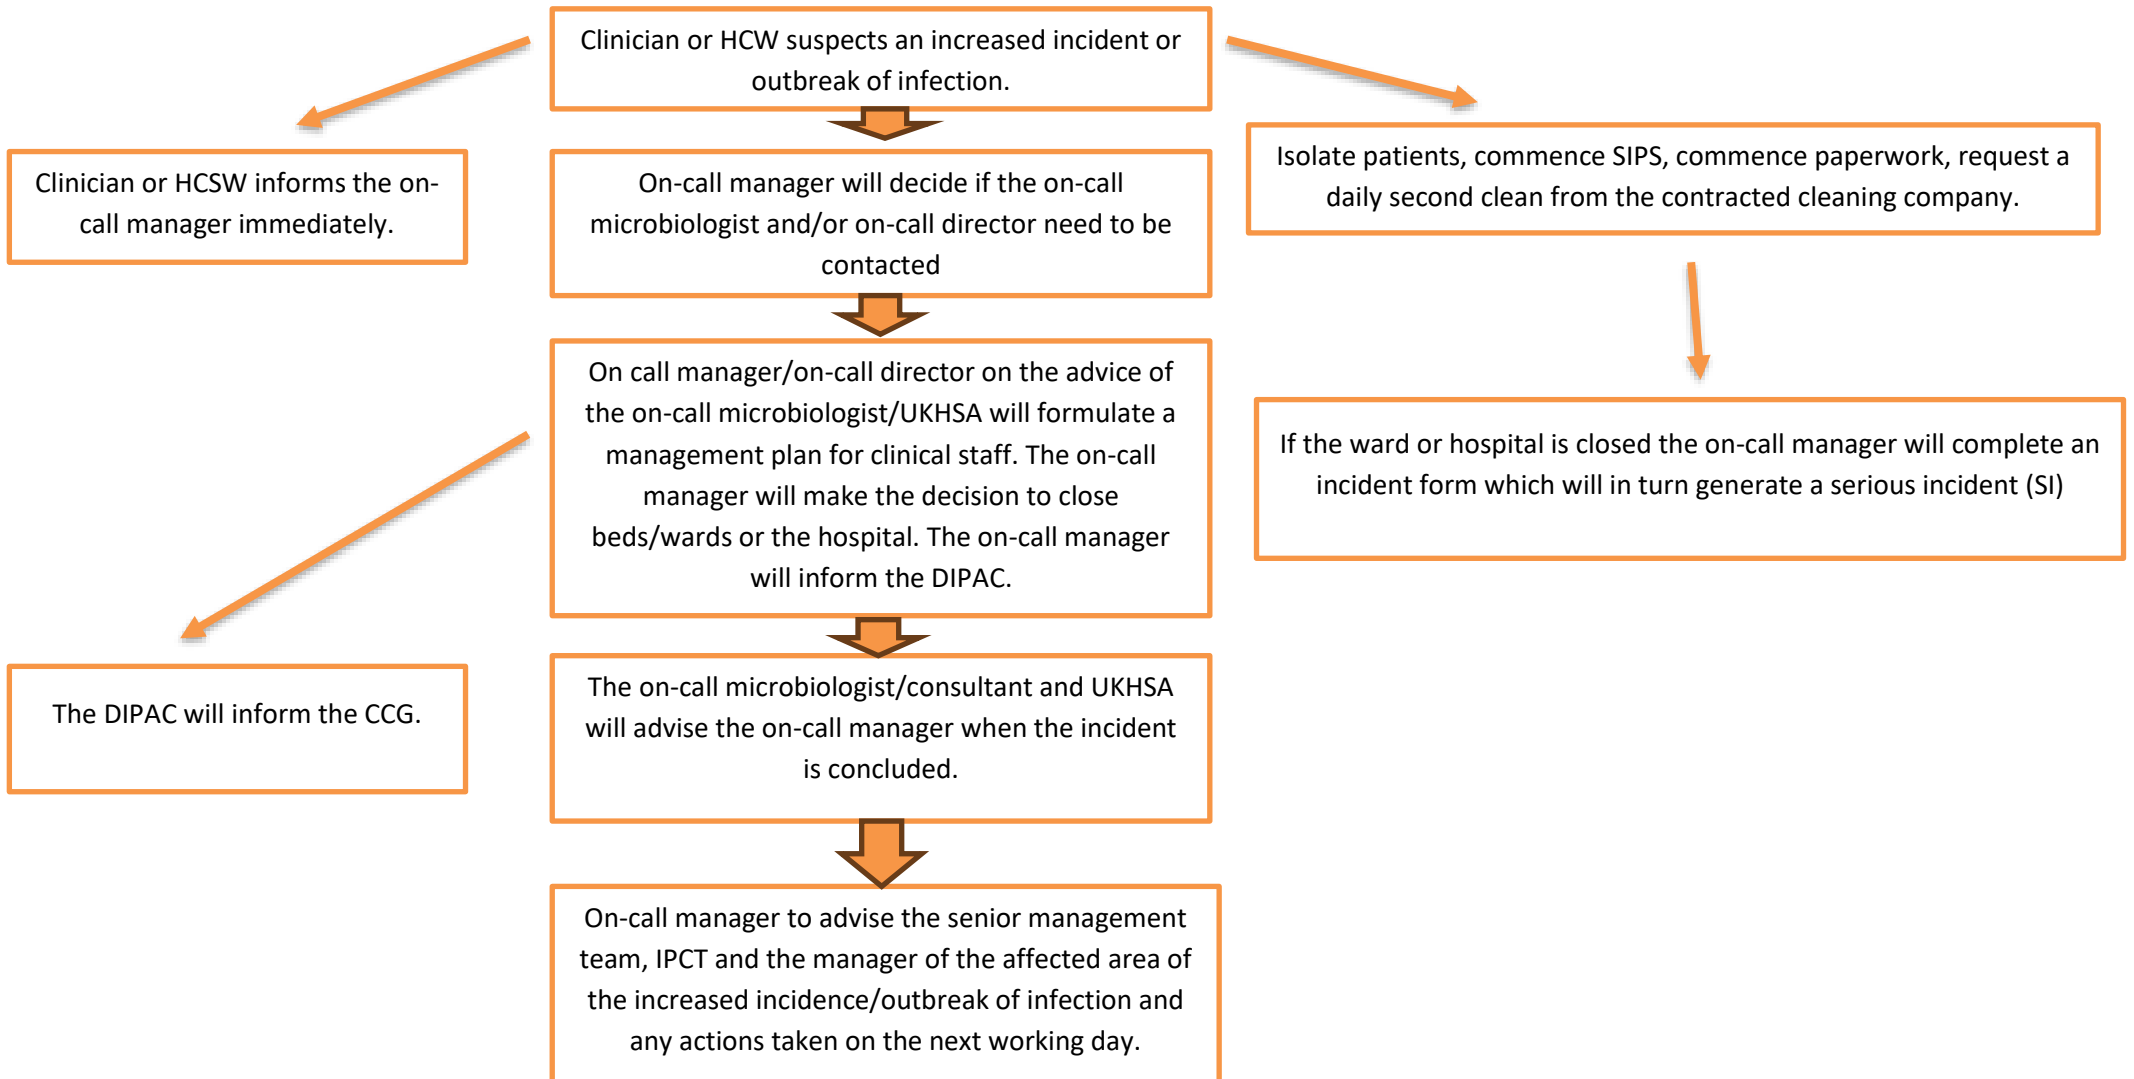 Clinician or HCW suspects an increased incident or
outbreak of infection.
Clinician or HCSW informs the on-
call manager immediately.
On-call manager will decide if the on-call
microbiologist and/or on-call director need to be
contacted
Isolate patients, commence SIPS, commence paperwork, request a
daily second clean from the contracted cleaning company.
On call manager/on-call director on the advice of
the on-call microbiologist/UKHSA will formulate a
management plan for clinical staff. The on-call
manager will make the decision to close
beds/wards or the hospital. The on-call manager
will inform the DIPAC.
If the ward or hospital is closed the on-call manager will complete an
incident form which will in turn generate a serious incident (SI)
The DIPAC will inform the CCG.
The on-call microbiologist/consultant and UKHSA
will advise the on-call manager when the incident
is concluded.
On-call manager to advise the senior management
team, IPCT and the manager of the affected area of
the increased incidence/outbreak of infection and
any actions taken on the next working day.